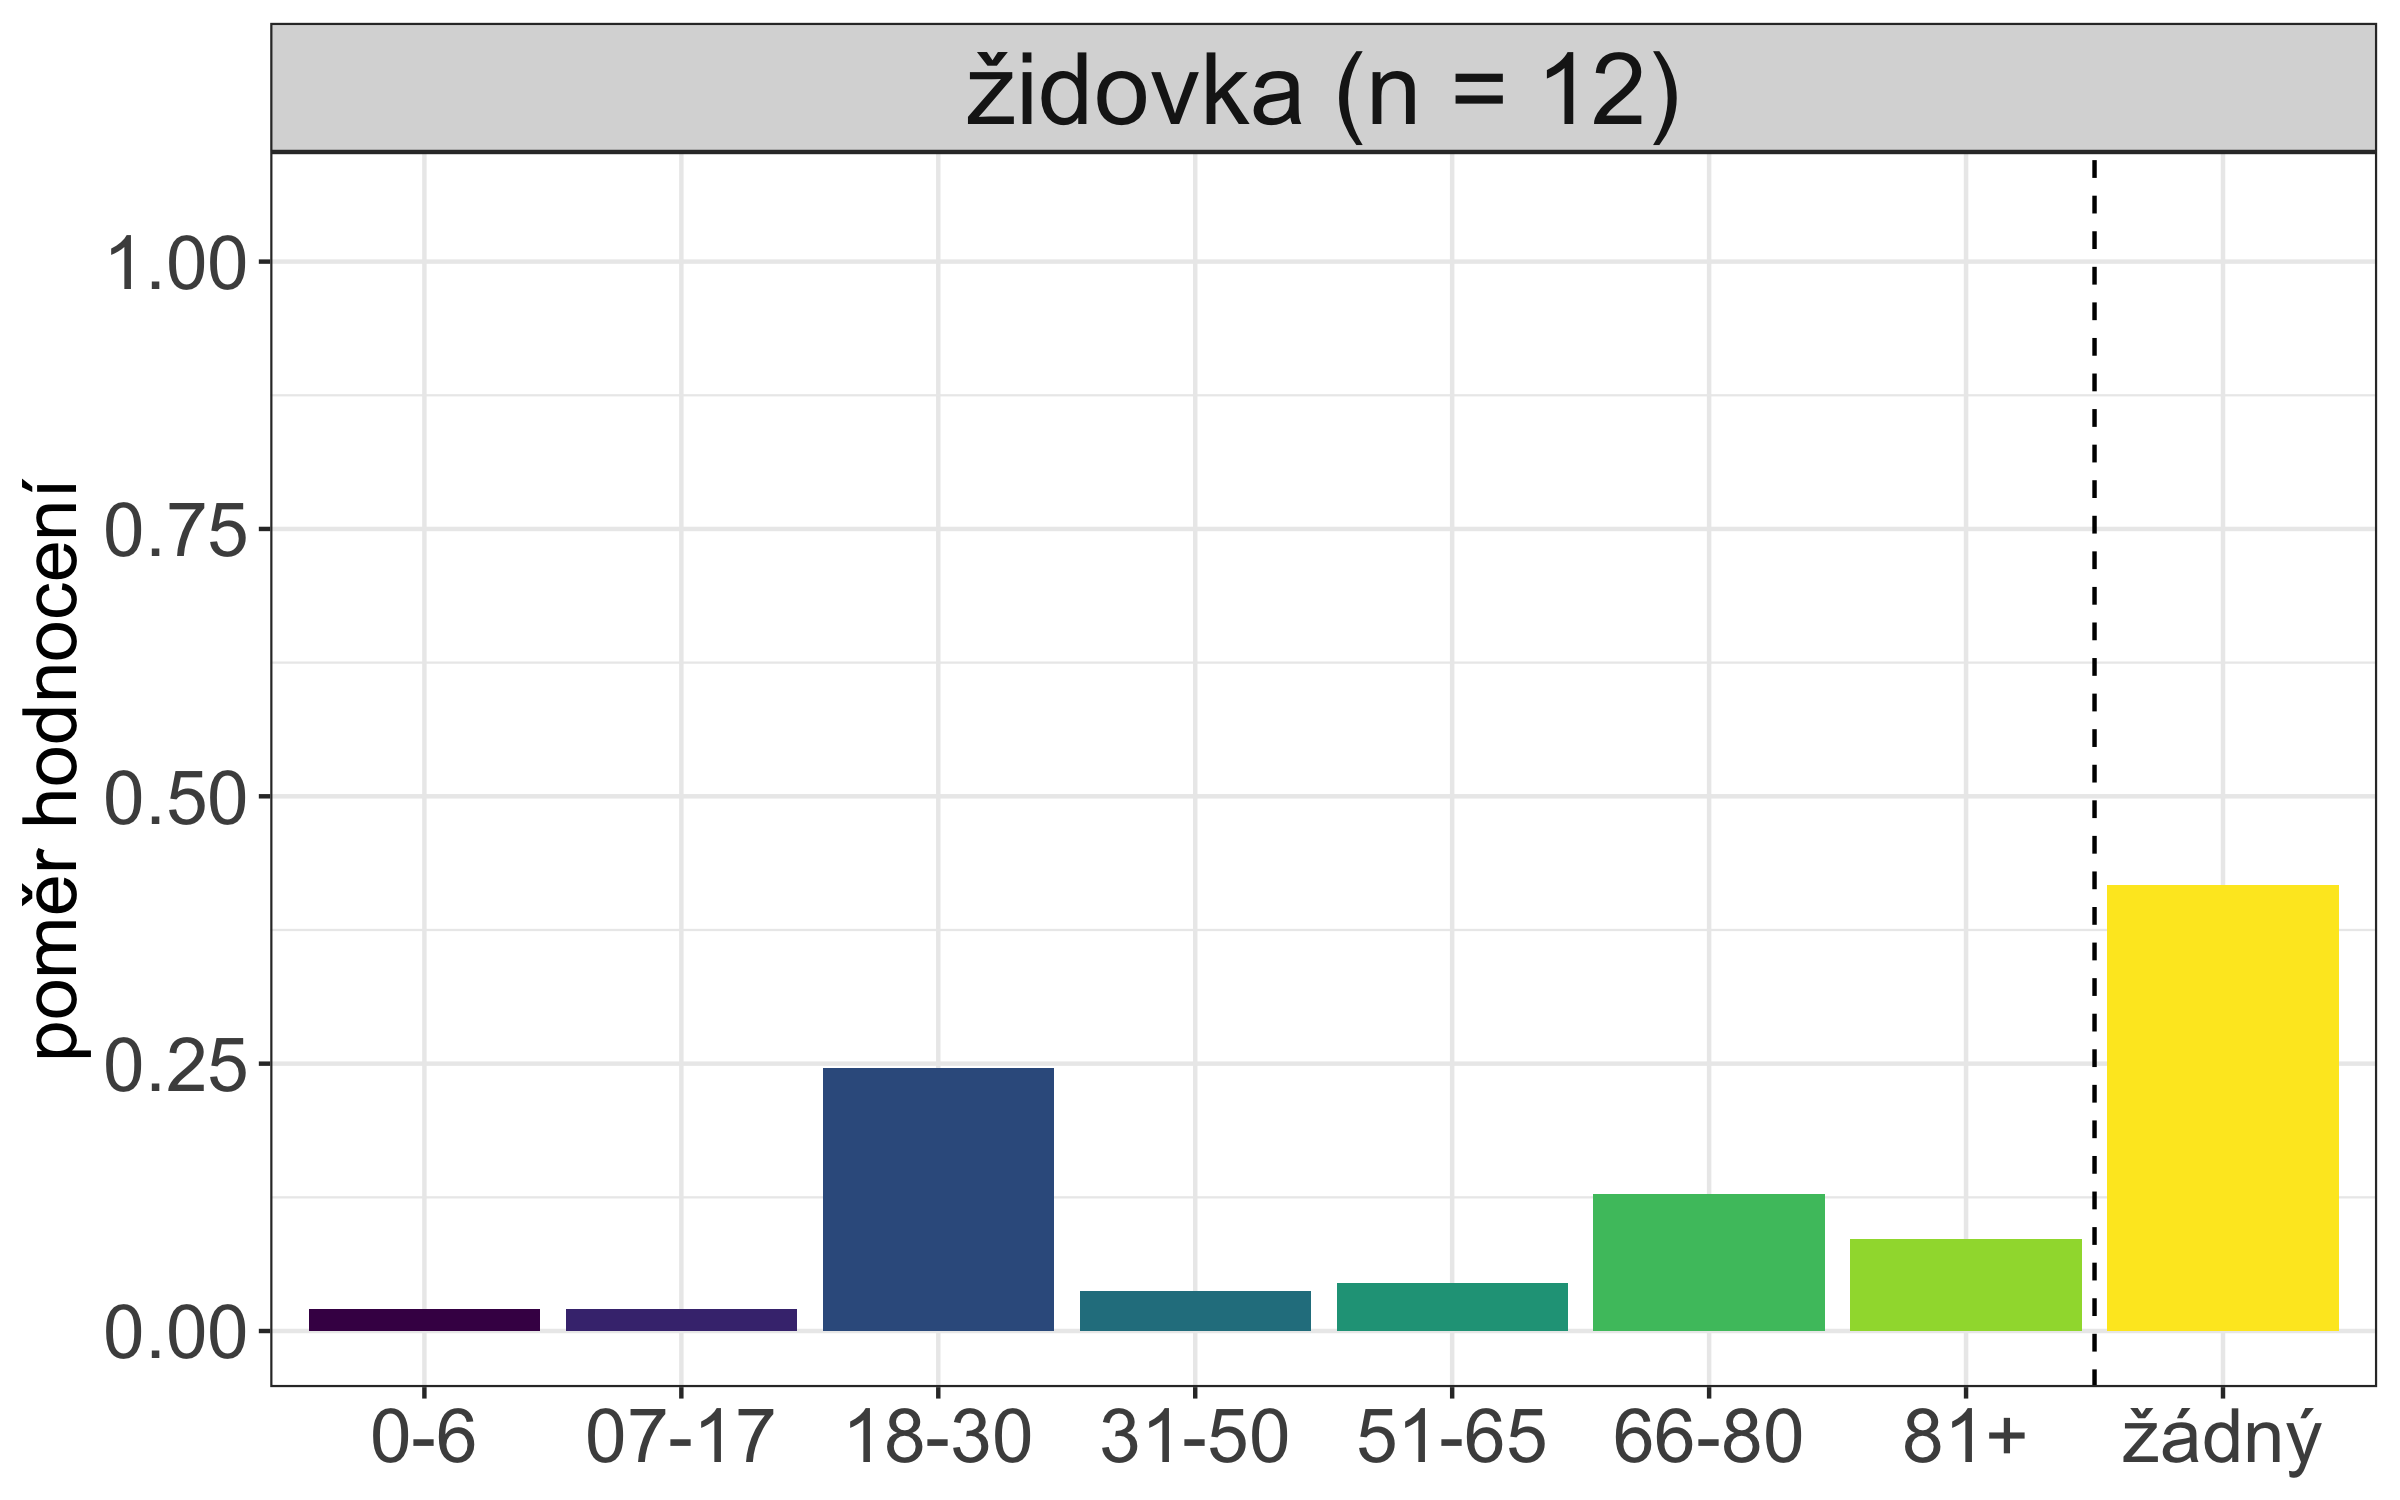 židovka (n = 12)
poměr hodnocení
1.00
0.75
0.50
0.25
0.00
0-6 07-17 18-30 31-50 51-65 66-80 81+ žádný